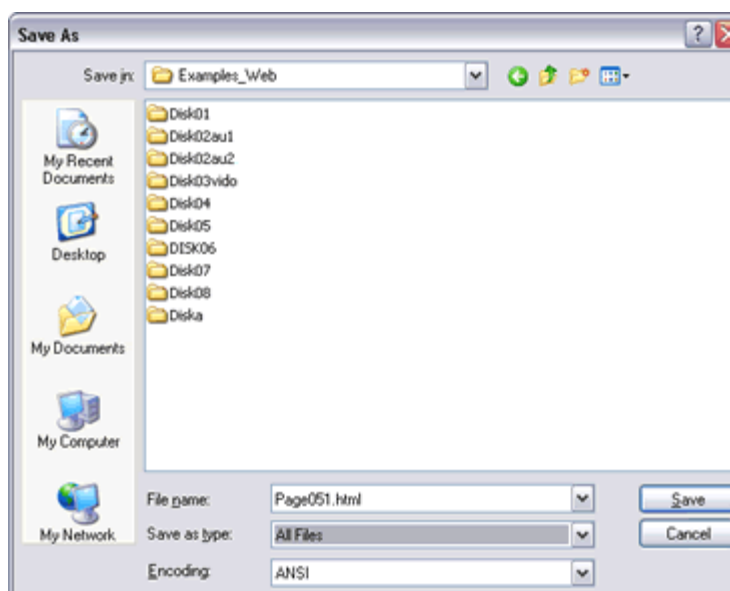 Save As
Save in:
Examples_Web
My Recent
Documents
Desktop
My Documents
My Computer
My Network
Disk01
Disk02au1
Disk02au2
Disk03vido
Disk04
Disk05
DISK06
Disk07
Disk08
Diska
File name:
Page051.html
Save
Save as type:
All Files
Cancel
Encoding:
ANSI